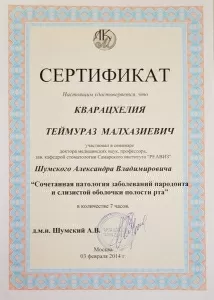 СЕРТИФИКАТ
Настоящим удостоверяется, что
КВАРАЦХЕЛИЯ
ТЕЙМУРАЗ МАЛХАЗИЕВИЧ
участвовал в семинаре
доктора медицинских наук, профессора,
зав. кафедрой стоматологии Самарского института "РЕАВИЗ"
Шумского Александра Владимировича
"Сочетанная патология заболеваний пародонта
и слизистой оболочки полости рта"
в количестве 7 часов.
д.м.н. Шумский А.В.
Москва
03 февраля 2014 г.